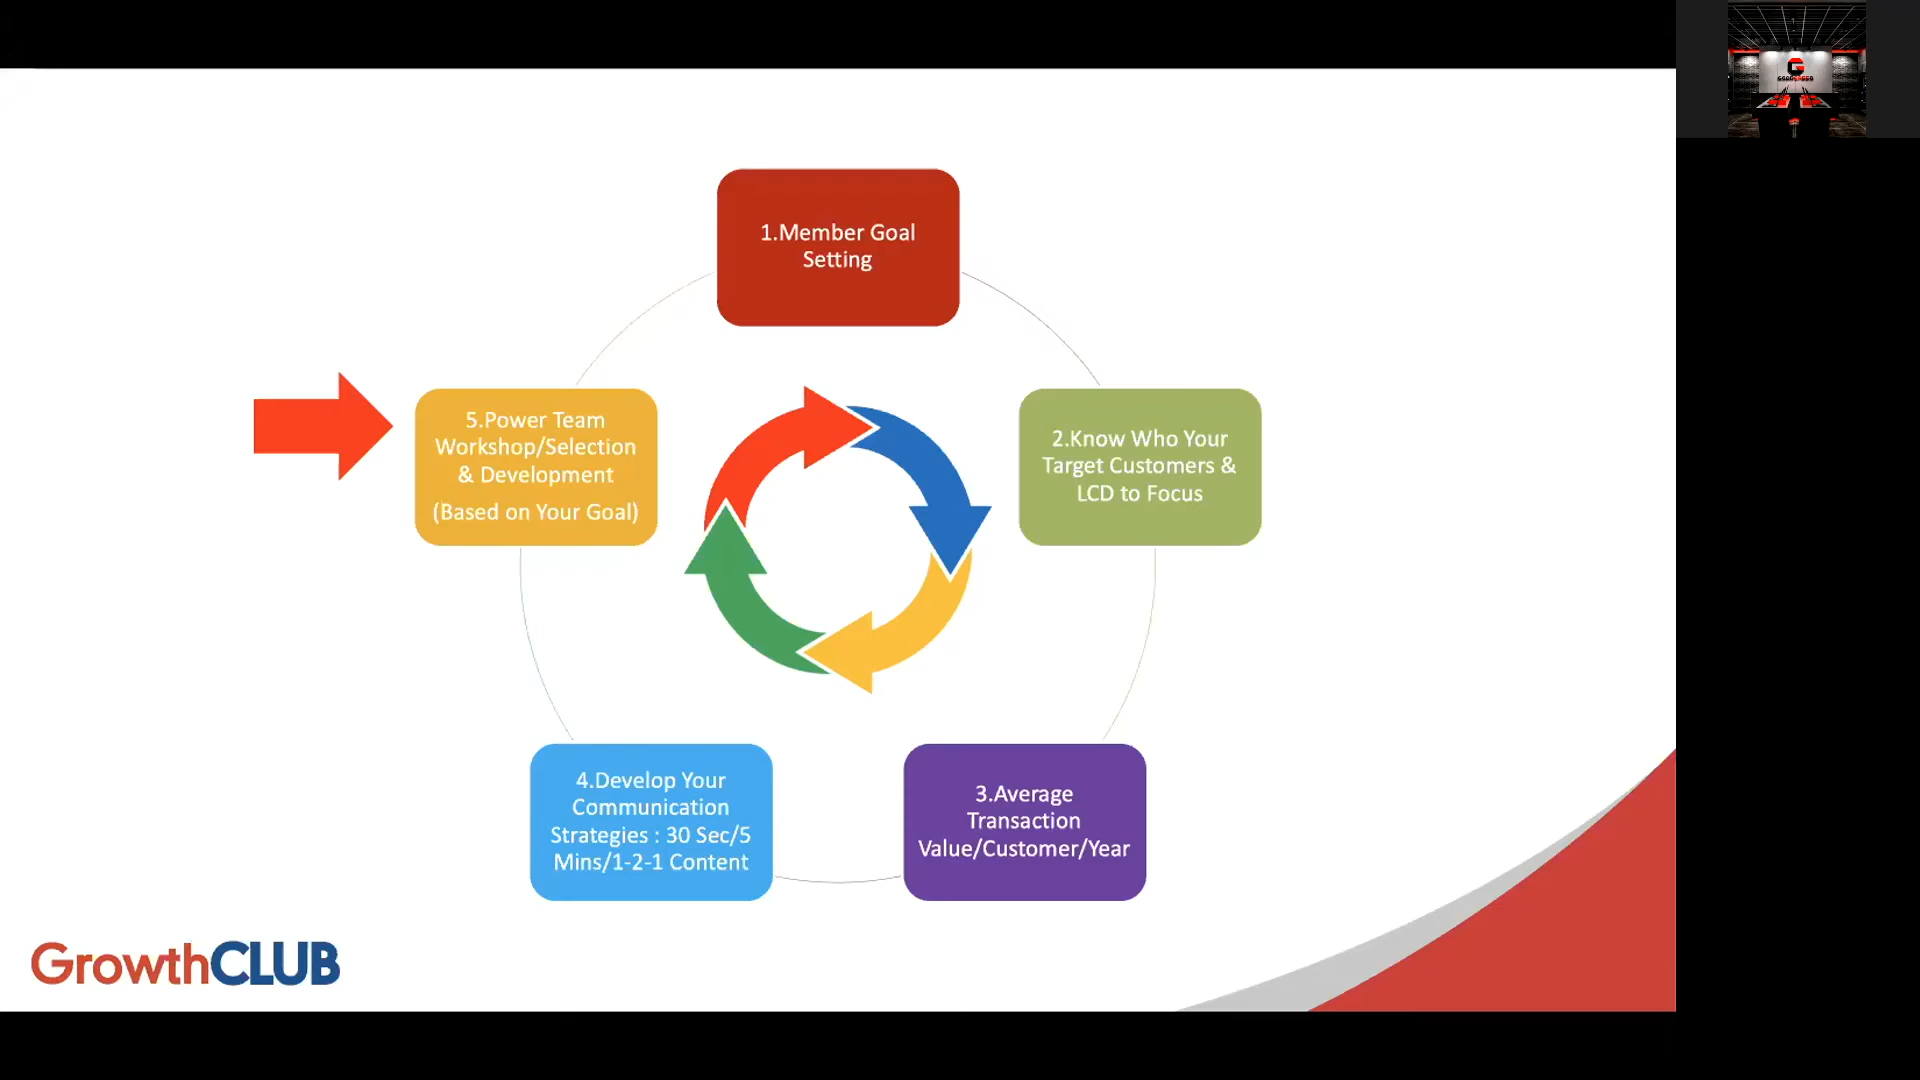 1.Member Goal
Setting
2.Know Who Your
Target Customers &
LCD to Focus
3.Average
Transaction
Value/Customer/Year
4.Develop Your
Communication
Strategies : 30 Sec/5
Mins/1-2-1 Content
5.Power Team
Workshop/Selection
& Development
(Based on Your Goal)
GrowthCLUB